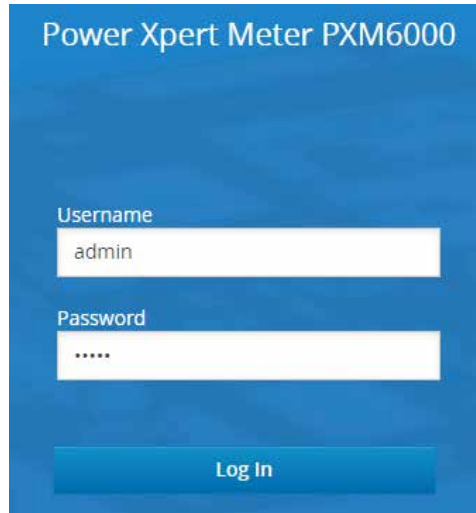 Power Xpert Meter PXM6000
Username
admin
Password
•••••
Log In